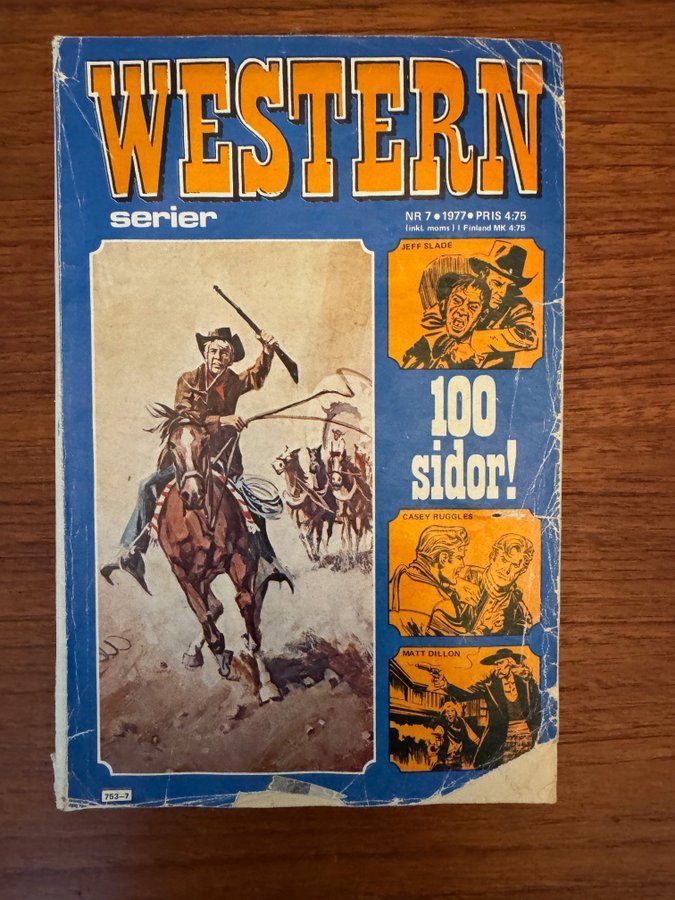 WESTERN
serier
NR 7 • 1977 • PRIS 4:75
(inkl. moms) I Finland MK 4:75
JEFF SLADE
100
sidor!
CASEY RUGGLES
MATT DILLON
753-7